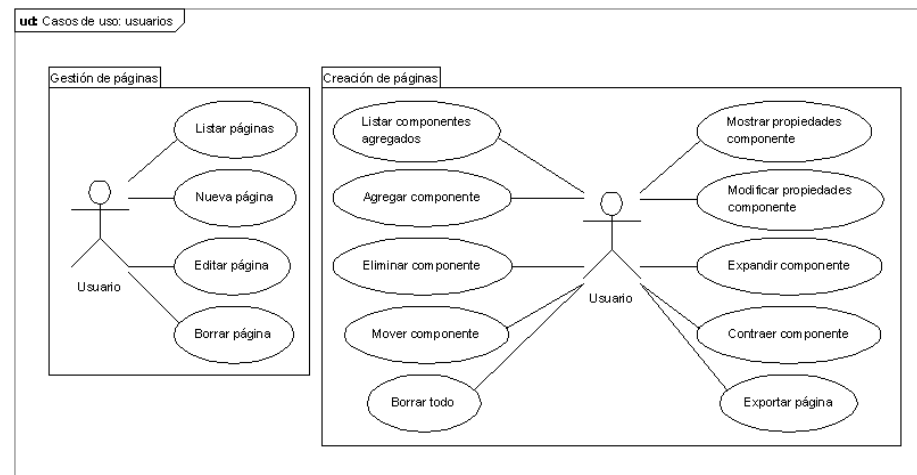 ud: Casos de uso: usuarios
Gestión de páginas
Listar páginas
Nueva página
Editar página
Usuario
Borrar página
Creación de páginas
Listar componentes
agregados
Agregar componente
Eliminar componente
Mover componente
Borrar todo
Usuario
Mostrar propiedades
componente
Modificar propiedades
componente
Expandir componente
Contraer componente
Exportar página